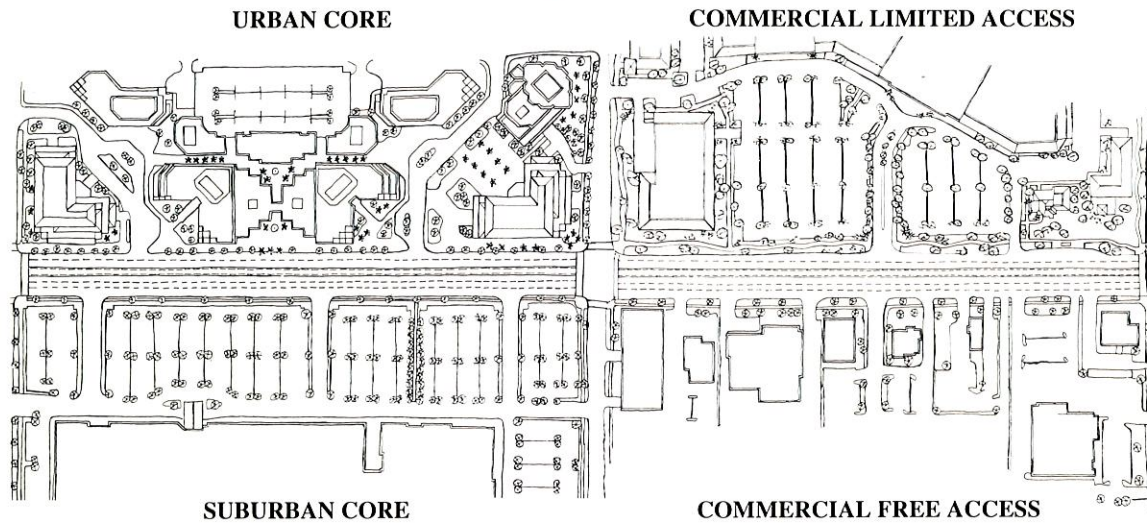 URBAN CORE
COMMERCIAL LIMITED ACCESS
SUBURBAN CORE
COMMERCIAL FREE ACCESS